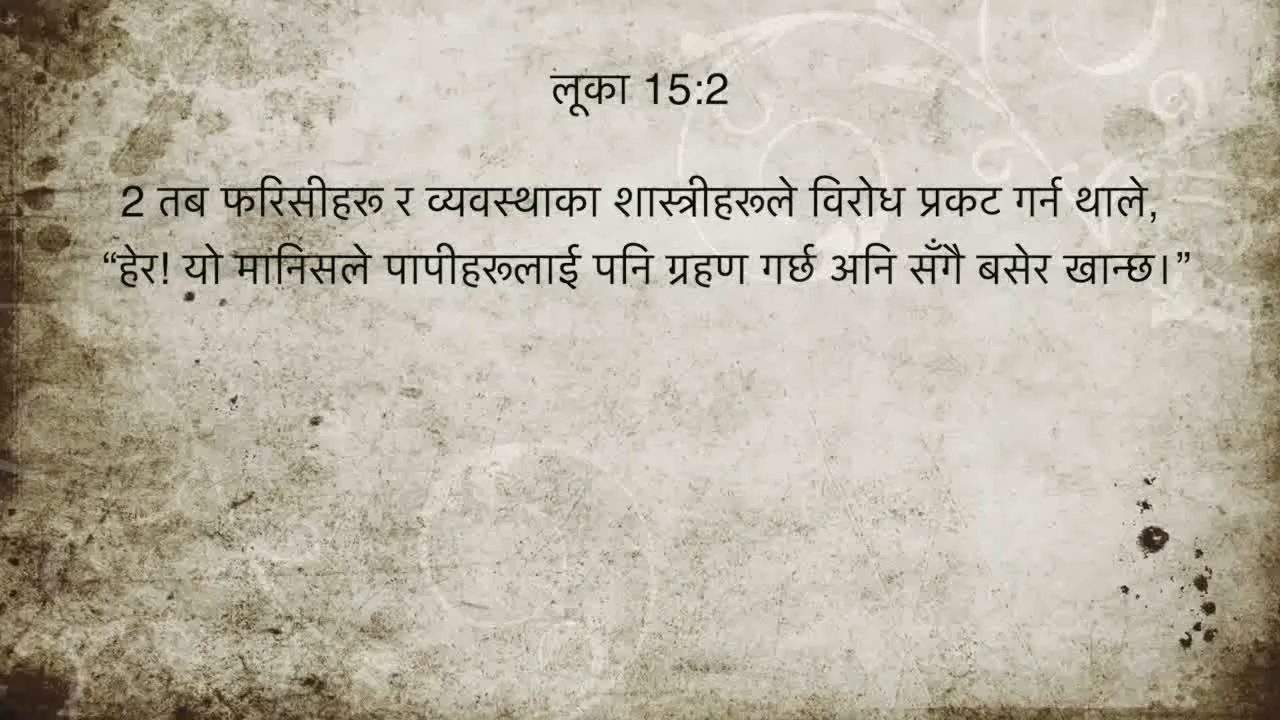 लूका 15:2
2 तब फरिसीहरू र व्यवस्थाका शास्त्रीहरूले विरोध प्रकट गर्न थाले,
“हेर! यो मानिसले पापीहरूलाई पनि ग्रहण गर्छ अनि सँगै बसेर खान्छ।”